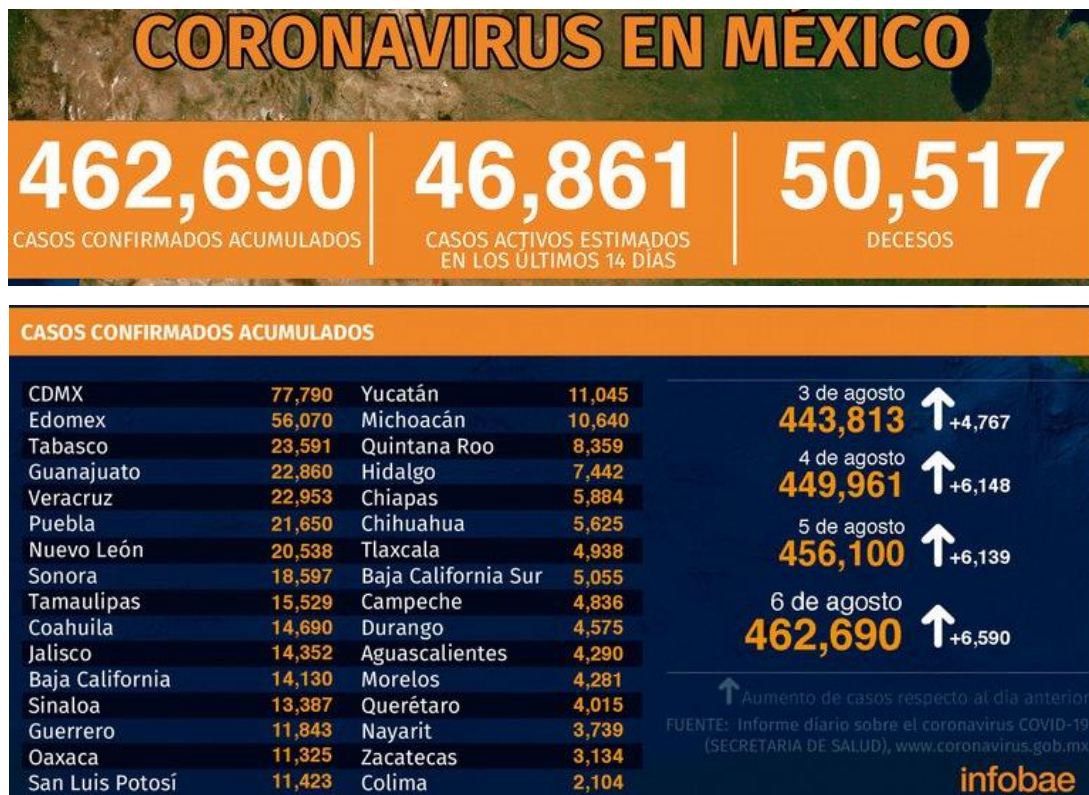 CORONAVIRUS EN MÉXICO
462,690
CASOS CONFIRMADOS ACUMULADOS
46,861
CASOS ACTIVOS ESTIMADOS
EN LOS ÚLTIMOS 14 DÍAS
50,517
DECESOS
CASOS CONFIRMADOS ACUMULADOS
CDMX 77,790
Edomex 56,070
Tabasco 23,591
Guanajuato 22,860
Veracruz 22,953
Puebla 21,650
Nuevo León 20,538
Sonora 18,597
Tamaulipas 15,529
Coahuila 14,690
Jalisco 14,352
Baja California 14,130
Sinaloa 13,387
Guerrero 11,843
Oaxaca 11,325
San Luis Potosí 11,423
Yucatán 11,045
Michoacán 10,640
Quintana Roo 8,359
Hidalgo 7,442
Chiapas 5,884
Chihuahua 5,625
Tlaxcala 4,938
Baja California Sur 5,055
Campeche 4,836
Durango 4,575
Aguascalientes 4,290
Morelos 4,281
Querétaro 4,015
Nayarit 3,739
Zacatecas 3,134
Colima 2,104
3 de agosto
443,813 +4,767
4 de agosto
449,961 +6,148
5 de agosto
456,100 +6,139
6 de agosto
462,690 +6,590
Aumento de casos respecto al dia anterior
FUENTE: Informe diario sobre el coronavirus COVID-19
(SECRETARIA DE SALUD), www.coronavirus.gob.mx
infobae